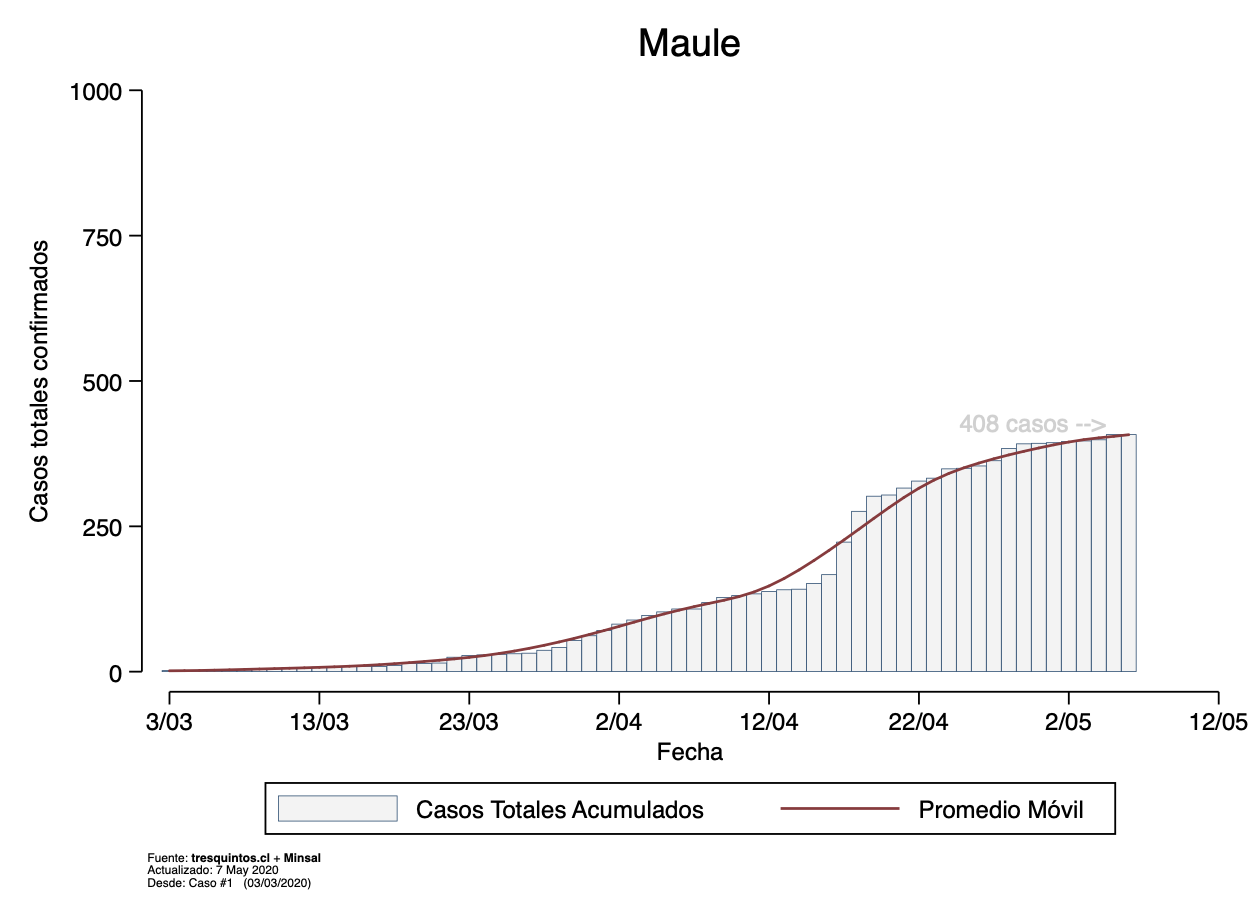 Maule
1000
750
500
250
0
Casos totales confirmados
408 casos -->
3/03 13/03 23/03 2/04 12/04 22/04 2/05 12/05
Fecha
Casos Totales Acumulados Promedio Móvil
Fuente: tresquintos.cl + Minsal
Actualizado: 7 May 2020
Desde: Caso #1 (03/03/2020)